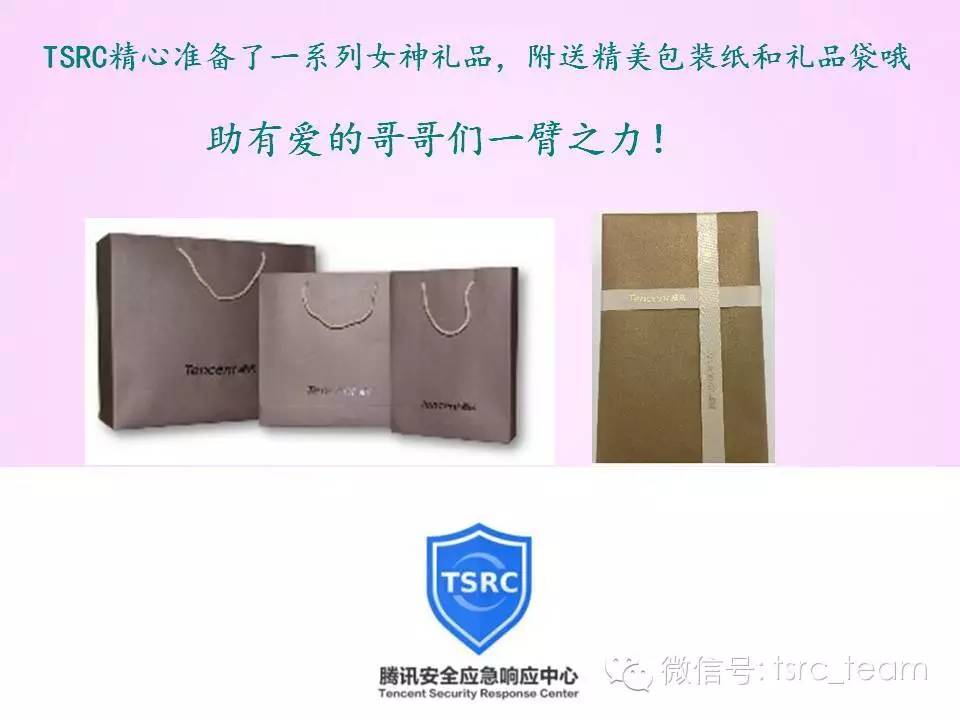 TSRC精心准备了一系列女神礼品，附送精美包装纸和礼品袋哦
助有爱的哥哥们一臂之力！
Tencent 腾讯
Tencent 腾讯
Tencent 腾讯
Tencent 腾讯
TSRC
腾讯安全应急响应中心
Tencent Security Response Center
微信号: tsrc_team